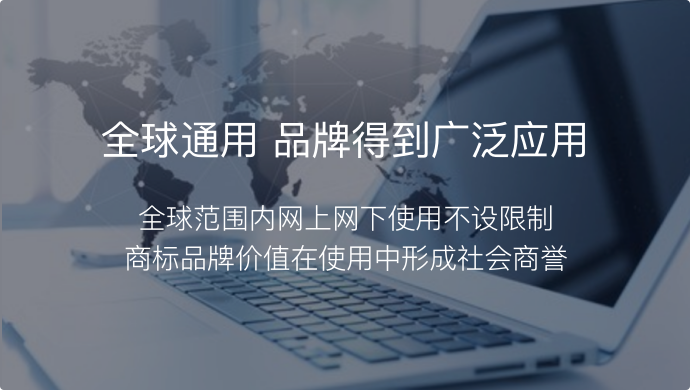 全球通用 品牌得到广泛应用
全球范围内网上网下使用不设限制
商标品牌价值在使用中形成社会商誉